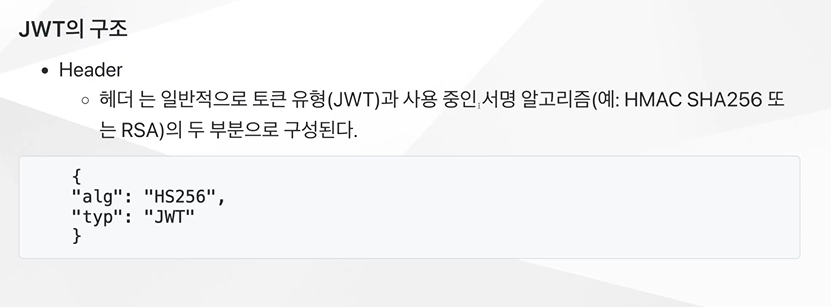 JWT의 구조
• Header
○ 헤더 는 일반적으로 토큰 유형(JWT)과 사용 중인 서명 알고리즘(예: HMAC SHA256 또
는 RSA)의 두 부분으로 구성된다.
{
"alg": "HS256",
"typ": "JWT"
}